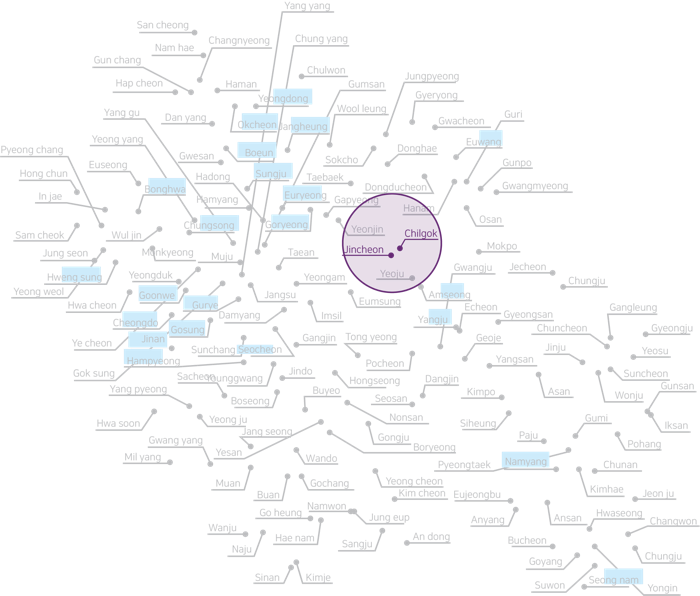 Yang yang
San cheong
Chung yang
Changnyeong
Nam hae
Gun chang
Chulwon
Hap cheon
Haman
Gumsan
Jungpyeong
Yeongdong
Gyeryong
Wool leung
Yang gu
Dan yang
Okcheon
Jangheung
Gwacheon
Guri
Yeong yang
Euwang
Pyeong chang
Gwesan
Boeun
Sokcho
Donghae
Gunpo
Euseong
Hong chun
Hadong
Sungju
Taebaek
Dongducheon
Gwangmyeong
Bonghwa
In jae
Hamyang
Euryeong
Gapyeong
Hanam
Osan
Chungsong
Goryeong
Yeonjin
Chilgok
Sam cheok
Wul jin
Jung seon
Monkyeong
Muju
Taean
Jincheon
Mokpo
Hweng sung
Yeongduk
Yeongam
Yeoju
Gwangju
Jecheon
Chungju
Yeong weol
Goonwe
Jangsu
Eumsung
Amseong
Hwa cheon
Gurye
Damyang
Imsil
Echeon
Gangleung
Cheongdo
Gosung
Yangju
Gyeongsan
Chuncheon
Gyeongju
Ye cheon
Jinan
Gangjin
Tong yeong
Geoje
Jinju
Yeosu
Hampyeong
Sunchang
Seocheon
Pocheon
Yangsan
Suncheon
Gok sung
Sacheon
Younggwang
Jindo
Hongseong
Dangjin
Gunsan
Yang pyeong
Boseong
Buyeo
Seosan
Kimpo
Asan
Wonju
Hwa soon
Yeong ju
Jang seong
Nonsan
Siheung
Gumi
Iksan
Gwang yang
Gongju
Paju
Pohang
Mil yang
Yesan
Wando
Boryeong
Pyeongtaek
Namyang
Chunan
Muan
Gochang
Yeong cheon
Buan
Kim cheon
Eujeongbu
Kimhae
Jeon ju
Go heung
Namwon
Jung eup
Anyang
Ansan
Hwaseong
Changwon
Wanju
Hae nam
Sangju
An dong
Bucheon
Naju
Goyang
Chungju
Sinan
Kimje
Suwon
Seong nam
Yongin